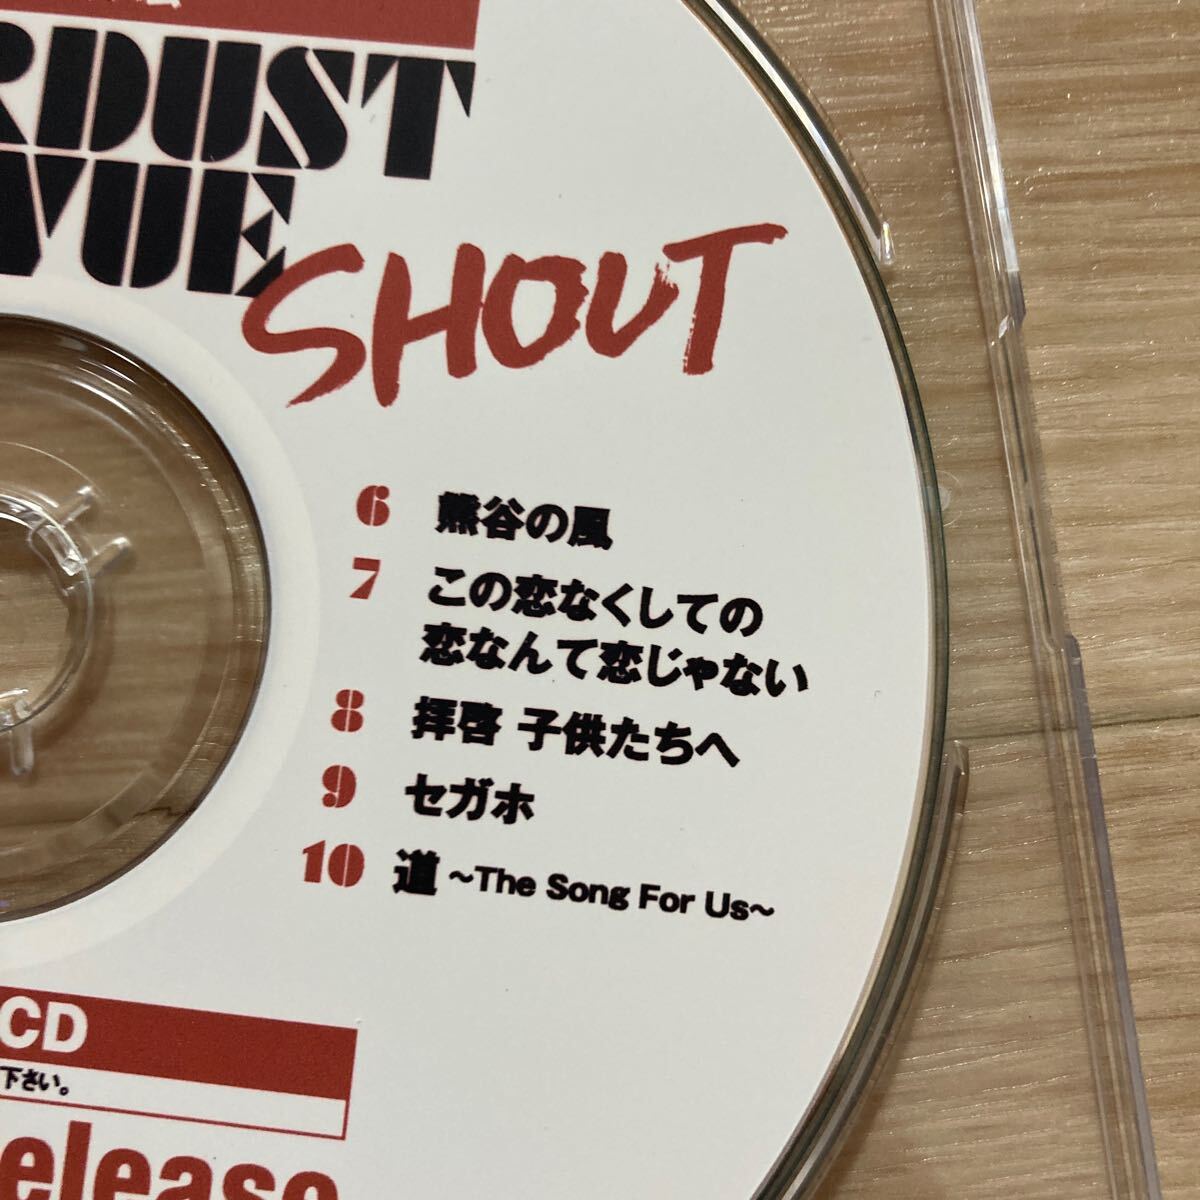 RDUST
VUE
SHOUT
6 熊谷の風
7 この恋なくしての
恋なんて恋じゃない
8 拝啓 子供たちへ
9 セガホ
10 道 ~The Song For Us~
CD
下さい。
elease